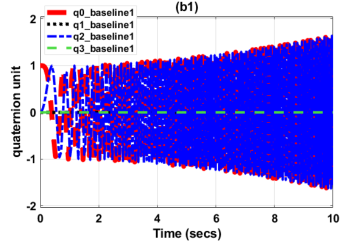 (b1)
q0_baseline1
q1_baseline1
q2_baseline1
q3_baseline1
quaternion unit
2
1
0
-1
-2
0 2 4 6 8 10
Time (secs)